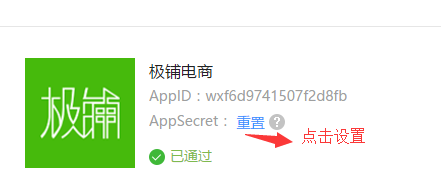 极铺
极铺电商
AppID：wxf6d9741507f2d8fb
AppSecret： 重置 ?
点击设置
已通过